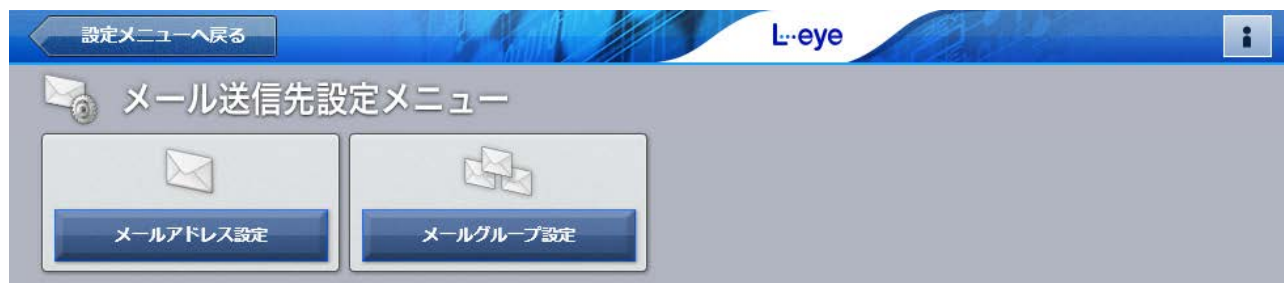 設定メニューへ戻る
L…eye
メール送信先設定メニュー
メールアドレス設定
メールグループ設定